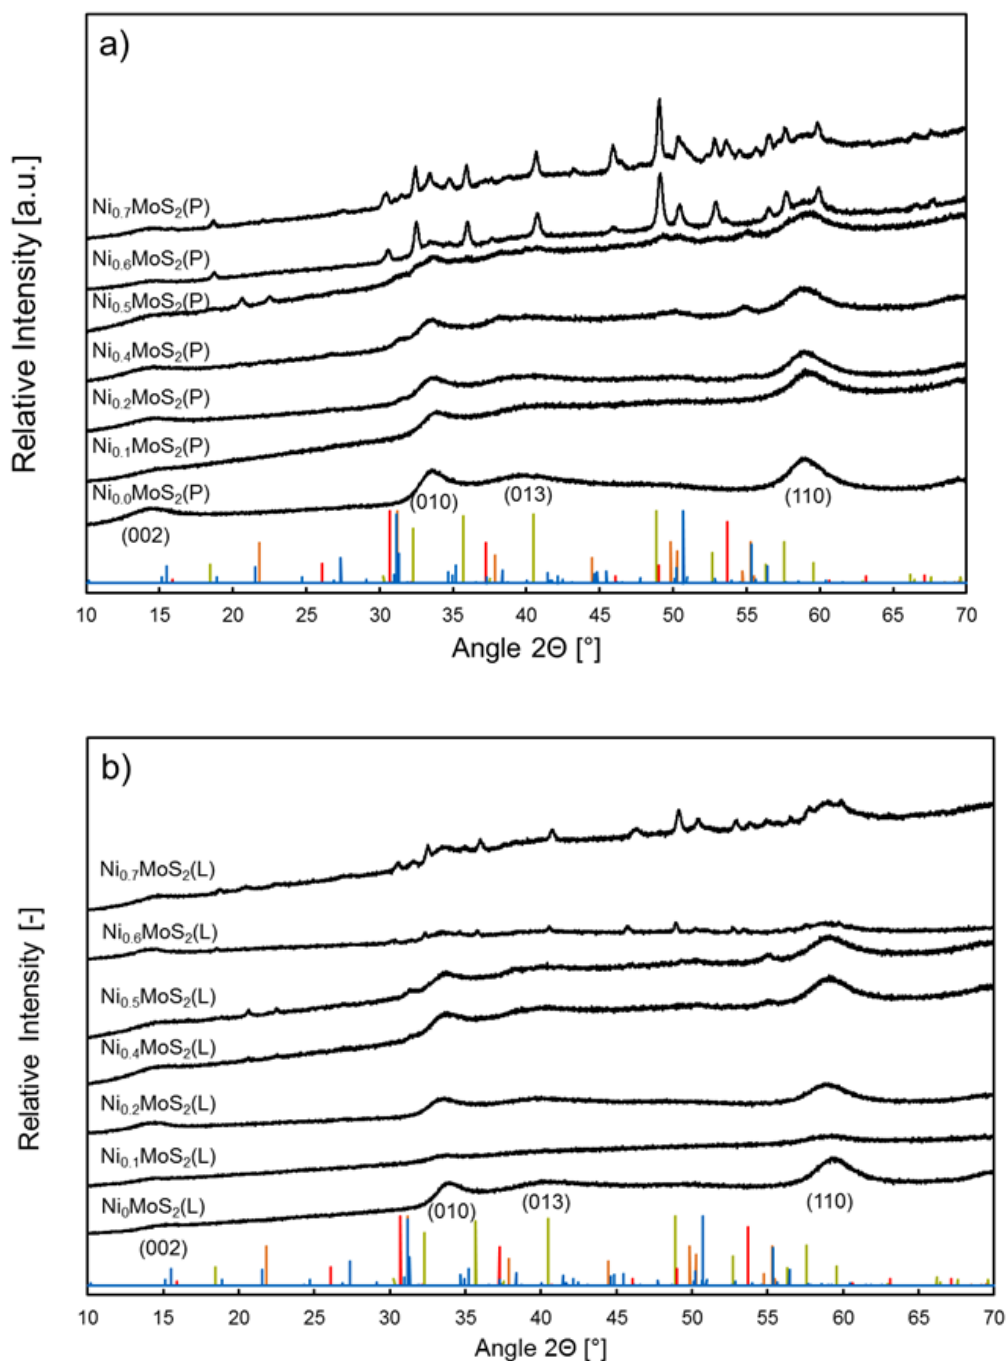 a)
Relative Intensity [a.u.]
Ni₀.₇MoS₂(P)
Ni₀.₆MoS₂(P)
Ni₀.₅MoS₂(P)
Ni₀.₄MoS₂(P)
Ni₀.₂MoS₂(P)
Ni₀.₁MoS₂(P)
Ni₀.₀MoS₂(P)
(002)
(010)
(013)
(110)
10 15 20 25 30 35 40 45 50 55 60 65 70
Angle 2Θ [°]
b)
Relative Intensity [-]
Ni₀.₇MoS₂(L)
Ni₀.₆MoS₂(L)
Ni₀.₅MoS₂(L)
Ni₀.₄MoS₂(L)
Ni₀.₂MoS₂(L)
Ni₀.₁MoS₂(L)
Ni₀MoS₂(L)
(002)
(010)
(013)
(110)
10 15 20 25 30 35 40 45 50 55 60 65 70
Angle 2Θ [°]